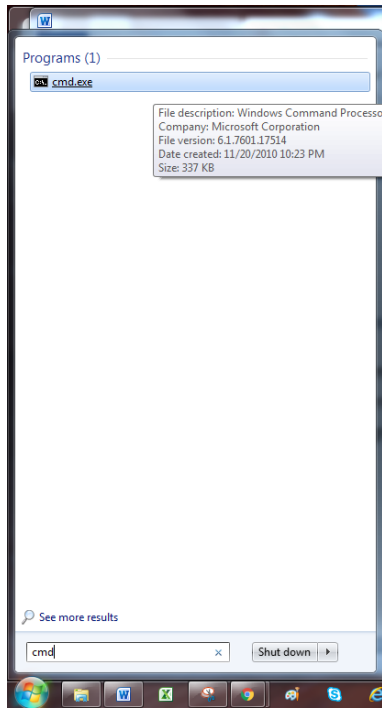 W
Programs (1)
cmd.exe
File description: Windows Command Processo
Company: Microsoft Corporation
File version: 6.1.7601.17514
Date created: 11/20/2010 10:23 PM
Size: 337 KB
See more results
cmd
Shut down